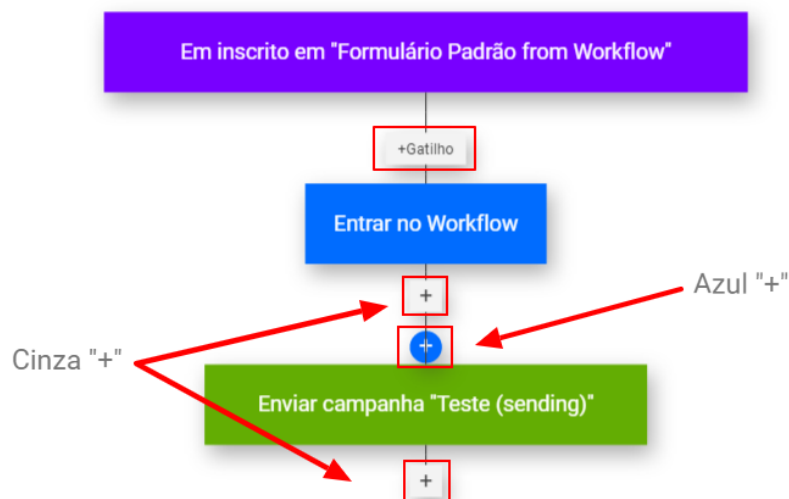 Em inscrito em "Formulário Padrão from Workflow"
+Gatilho
Entrar no Workflow
Azul "+"
+
+
Cinza "+"
Enviar campanha "Teste (sending)"
+